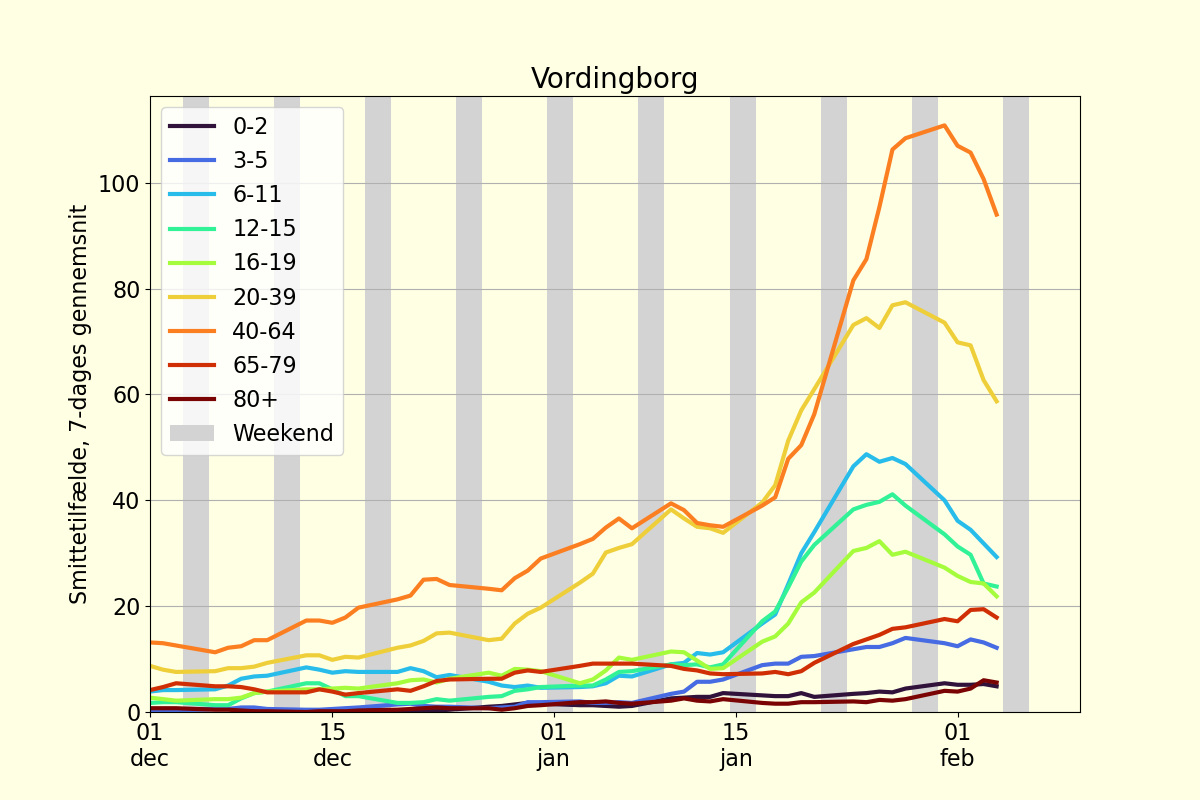 Vordingborg
Smittetilfælde, 7-dages gennemsnit
100
80
60
40
20
0
0-2
3-5
6-11
12-15
16-19
20-39
40-64
65-79
80+
Weekend
01
dec
15
dec
01
jan
15
jan
01
feb